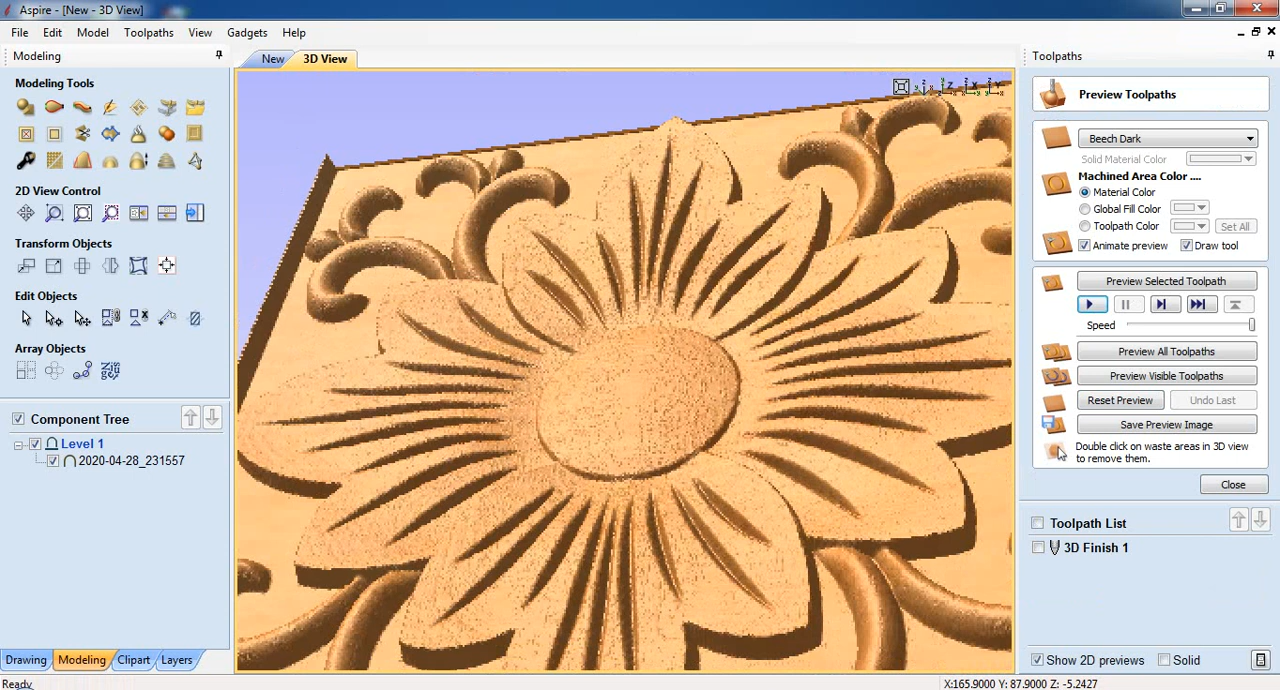 Aspire - [New - 3D View]
File Edit Model Toolpaths View Gadgets Help
Modeling
New 3D View
Toolpaths
Modeling Tools
2D View Control
Transform Objects
Edit Objects
Array Objects
Component Tree
Level 1
2020-04-28_231557
Drawing Modeling Clipart Layers
Ready
Preview Toolpaths
Beech Dark
Solid Material Color
Machined Area Color ....
Material Color
Global Fill Color
Toolpath Color Set All
Animate preview Draw tool
Preview Selected Toolpath
Speed
Preview All Toolpaths
Preview Visible Toolpaths
Reset Preview Undo Last
Save Preview Image
Double click on waste areas in 3D view
to remove them.
Close
Toolpath List
3D Finish 1
Show 2D previews Solid
X:165.9000 Y: 87.9000 Z: -5.2427